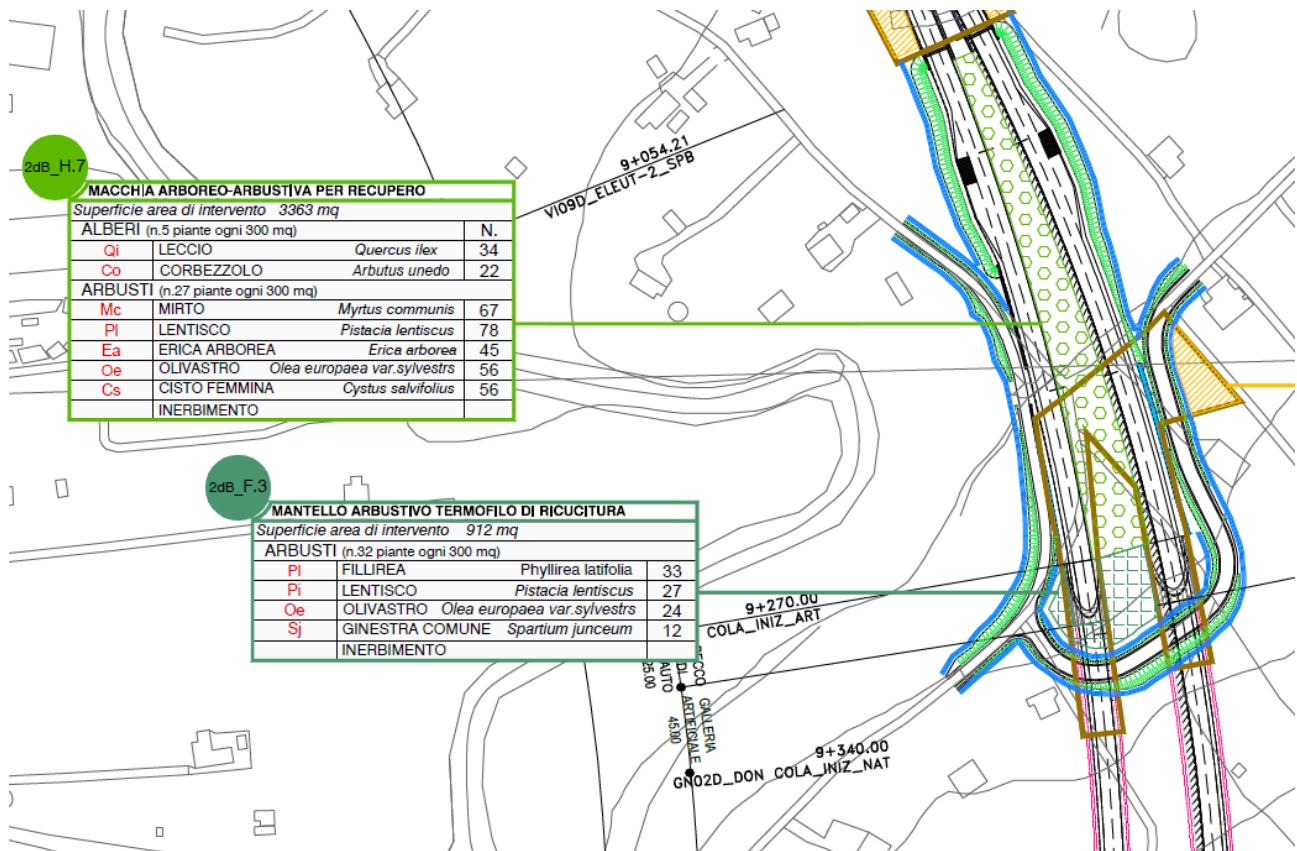 9+054.21
VI09D_ELEUT-2_SPB
2dB_H.7
MACCHIA ARBOREO-ARBUSTIVA PER RECUPERO
Superficie area di intervento 3363 mq
ALBERI (n.5 piante ogni 300 mq) N.
Qi LECCIO Quercus ilex 34
Co CORBEZZOLO Arbutus unedo 22
ARBUSTI (n.27 piante ogni 300 mq)
Mc MIRTO Myrtus communis 67
Pl LENTISCO Pistacia lentiscus 78
Ea ERICA ARBOREA Erica arborea 45
Oe OLIVASTRO Olea europaea var.sylvestrs 56
Cs CISTO FEMMINA Cystus salvifolius 56
INERBIMENTO
2dB_F.3
MANTELLO ARBUSTIVO TERMOFILO DI RICUCITURA
Superficie area di intervento 912 mq
ARBUSTI (n.32 piante ogni 300 mq)
Pl FILLIREA Phyllirea latifolia 33
Pi LENTISCO Pistacia lentiscus 27
Oe OLIVASTRO Olea europaea var.sylvestrs 24
Sj GINESTRA COMUNE Spartium junceum 12
INERBIMENTO
9+270.00
COLA_INIZ_ART
25.00
GALLERIA
ARTIFICIALE
45.00
9+340.00
GN02D_DON COLA_INIZ_NAT